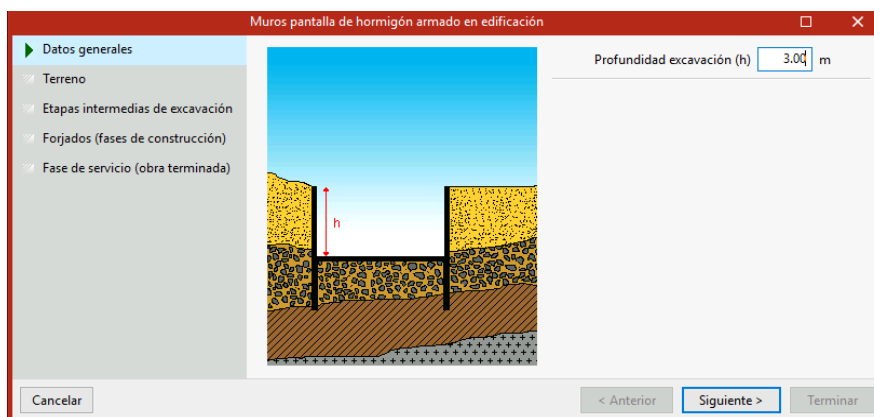 Muros pantalla de hormigón armado en edificación
Datos generales
Terreno
Etapas intermedias de excavación
Forjados (fases de construcción)
Fase de servicio (obra terminada)
h
Profundidad excavación (h) 3.00 m
Cancelar
< Anterior
Siguiente >
Terminar